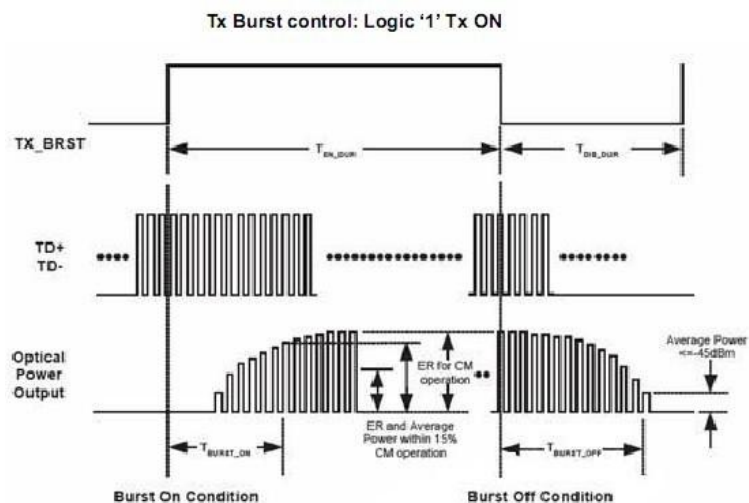 Tx Burst control: Logic ‘1’ Tx ON
TX_BRST
T_EN_DUR
T_DIS_DUR
TD+
TD-
Optical
Power
Output
ER for CM
operation
Average Power
<=-45dBm
ER and Average
Power within 15%
CM operation
T_BURST_ON
T_BURST_OFF
Burst On Condition
Burst Off Condition